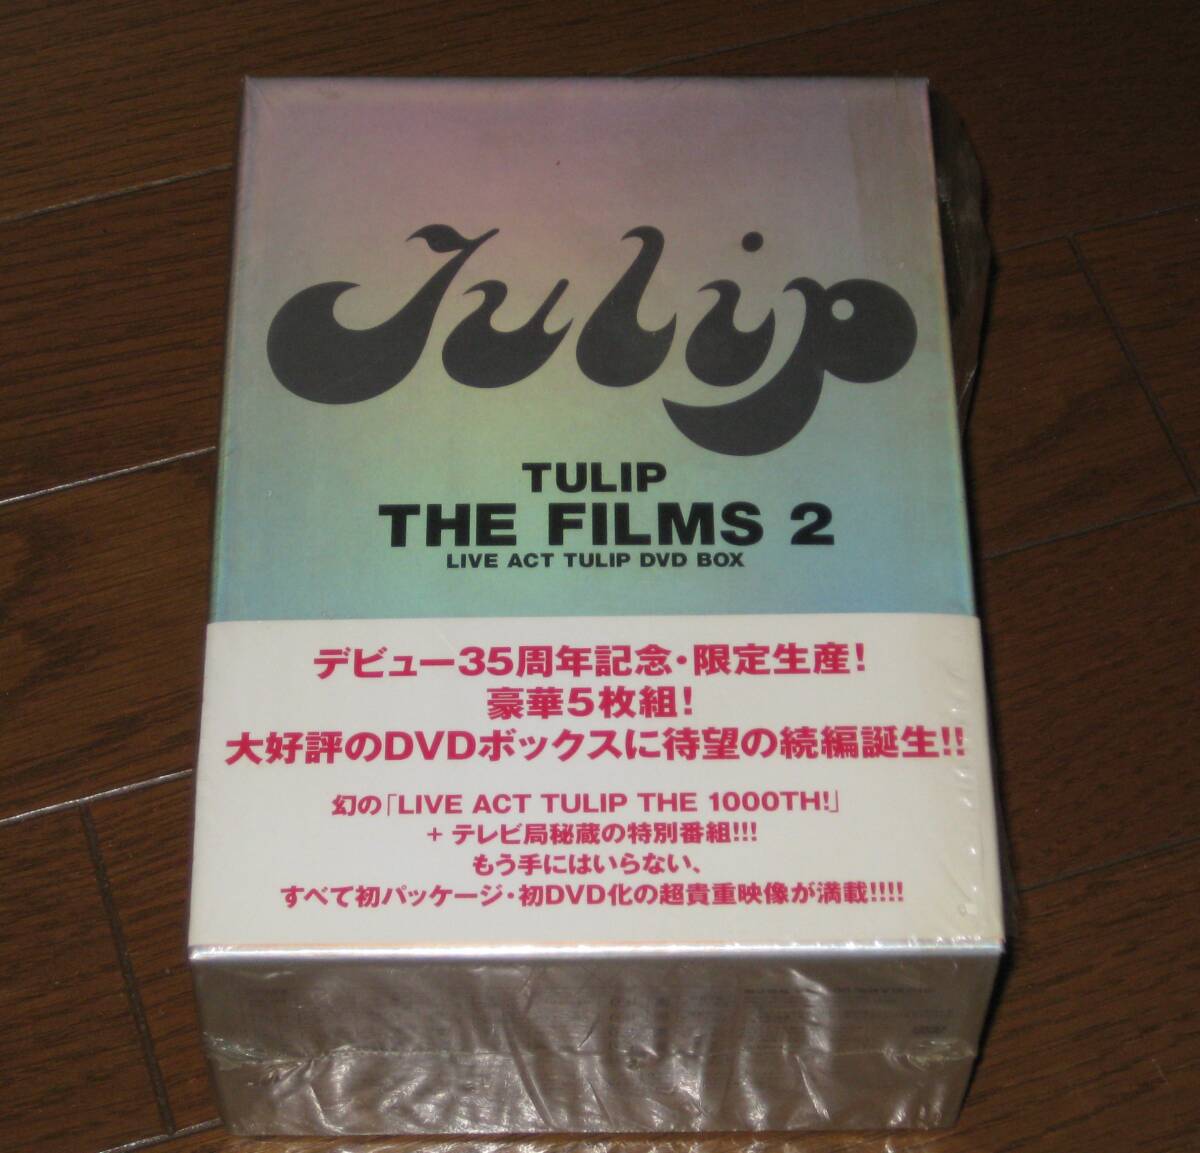 Tulip
TULIP
THE FILMS 2
LIVE ACT TULIP DVD BOX
デビュー35周年記念・限定生産!
豪華5枚組!
大好評のDVDボックスに待望の続編誕生!!
幻の「LIVE ACT TULIP THE 1000TH!」
+ テレビ局秘蔵の特別番組!!!
もう手にはいらない、
すべて初パッケージ・初DVD化の超貴重映像が満載!!!!